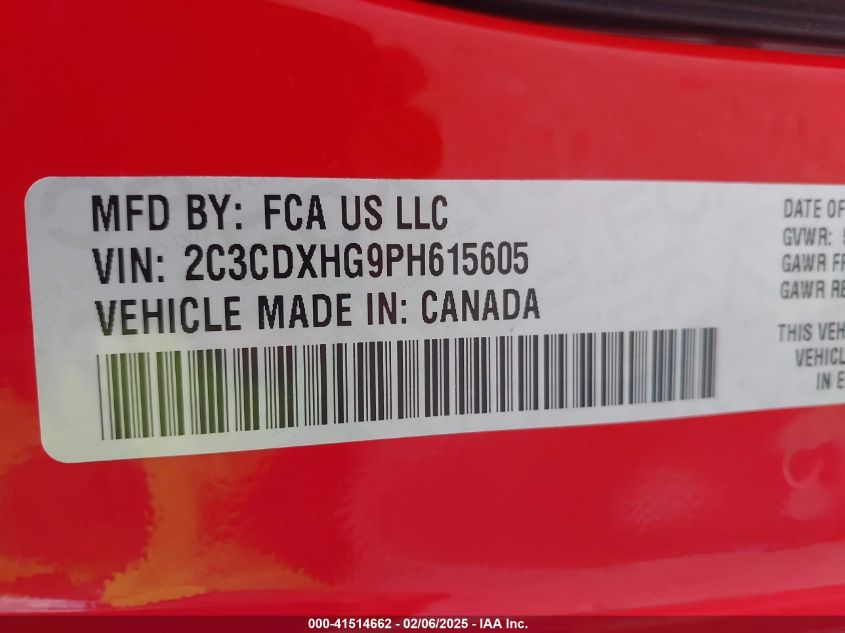 MFD BY: FCA US LLC
VIN: 2C3CDXHG9PH615605
VEHICLE MADE IN: CANADA
DATE OF
GVWR:
GAWR FR
GAWR RE
THIS VEH
VEHICL
IN E
000-41514662 - 02/06/2025 - IAA Inc.